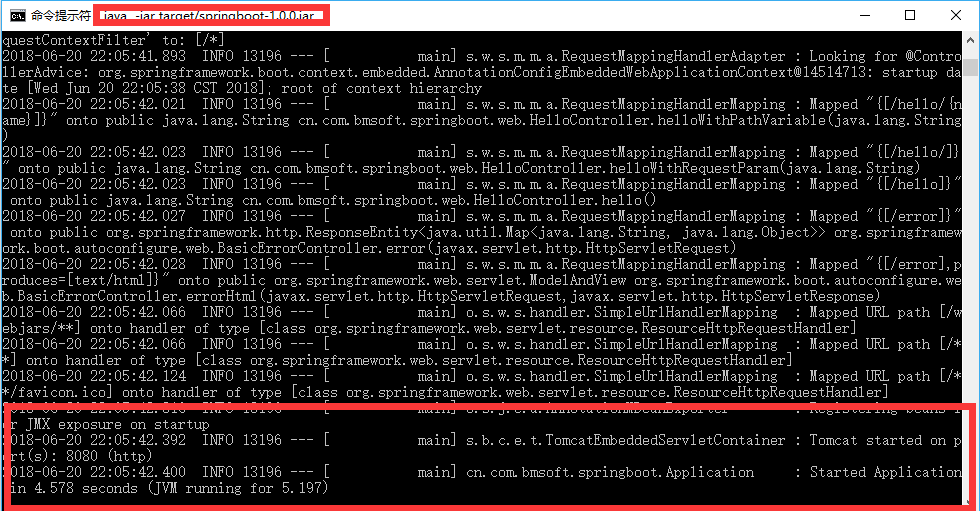 命令提示符 java -jar target/springboot-1.0.0.jar
questContextFilter' to: [/*]
2018-06-20 22:05:41.893  INFO 13196 --- [           main] s.w.s.m.m.a.RequestMappingHandlerAdapter : Looking for @Contro
llerAdvice: org.springframework.boot.context.embedded.AnnotationConfigEmbeddedWebApplicationContext@14514713: startup da
te [Wed Jun 20 22:05:38 CST 2018]; root of context hierarchy
2018-06-20 22:05:42.021  INFO 13196 --- [           main] s.w.s.m.m.a.RequestMappingHandlerMapping : Mapped "{[/hello/{n
ame}]}" onto public java.lang.String cn.com.bmsoft.springboot.web.HelloController.helloWithPathVariable(java.lang.String
)
2018-06-20 22:05:42.023  INFO 13196 --- [           main] s.w.s.m.m.a.RequestMappingHandlerMapping : Mapped "{[/hello/]}
" onto public java.lang.String cn.com.bmsoft.springboot.web.HelloController.helloWithRequestParam(java.lang.String)
2018-06-20 22:05:42.023  INFO 13196 --- [           main] s.w.s.m.m.a.RequestMappingHandlerMapping : Mapped "{[/hello]}"
 onto public java.lang.String cn.com.bmsoft.springboot.web.HelloController.hello()
2018-06-20 22:05:42.027  INFO 13196 --- [           main] s.w.s.m.m.a.RequestMappingHandlerMapping : Mapped "{[/error]}"
 onto public org.springframework.http.ResponseEntity<java.util.Map<java.lang.String, java.lang.Object>> org.springframew
ork.boot.autoconfigure.web.BasicErrorController.error(javax.servlet.http.HttpServletRequest)
2018-06-20 22:05:42.028  INFO 13196 --- [           main] s.w.s.m.m.a.RequestMappingHandlerMapping : Mapped "{[/error],p
roduces=[text/html]}" onto public org.springframework.web.servlet.ModelAndView org.springframework.boot.autoconfigure.we
b.BasicErrorController.errorHtml(javax.servlet.http.HttpServletRequest,javax.servlet.http.HttpServletResponse)
2018-06-20 22:05:42.066  INFO 13196 --- [           main] o.s.w.s.handler.SimpleUrlHandlerMapping  : Mapped URL path [/w
ebjars/**] onto handler of type [class org.springframework.web.servlet.resource.ResourceHttpRequestHandler]
2018-06-20 22:05:42.066  INFO 13196 --- [           main] o.s.w.s.handler.SimpleUrlHandlerMapping  : Mapped URL path [/*
*] onto handler of type [class org.springframework.web.servlet.resource.ResourceHttpRequestHandler]
2018-06-20 22:05:42.124  INFO 13196 --- [           main] o.s.w.s.handler.SimpleUrlHandlerMapping  : Mapped URL path [/*
*/favicon.ico] onto handler of type [class org.springframework.web.servlet.resource.ResourceHttpRequestHandler]
2018-06-20 INFO 13196 --- [           main] o.s.j.e.a.AnnotationMBeanExporter        : Registering beans
or JMX exposure on startup
2018-06-20 22:05:42.392  INFO 13196 --- [           main] s.b.c.e.t.TomcatEmbeddedServletContainer : Tomcat started on p
ort(s): 8080 (http)
2018-06-20 22:05:42.400  INFO 13196 --- [           main] cn.com.bmsoft.springboot.Application     : Started Application
in 4.578 seconds (JVM running for 5.197)